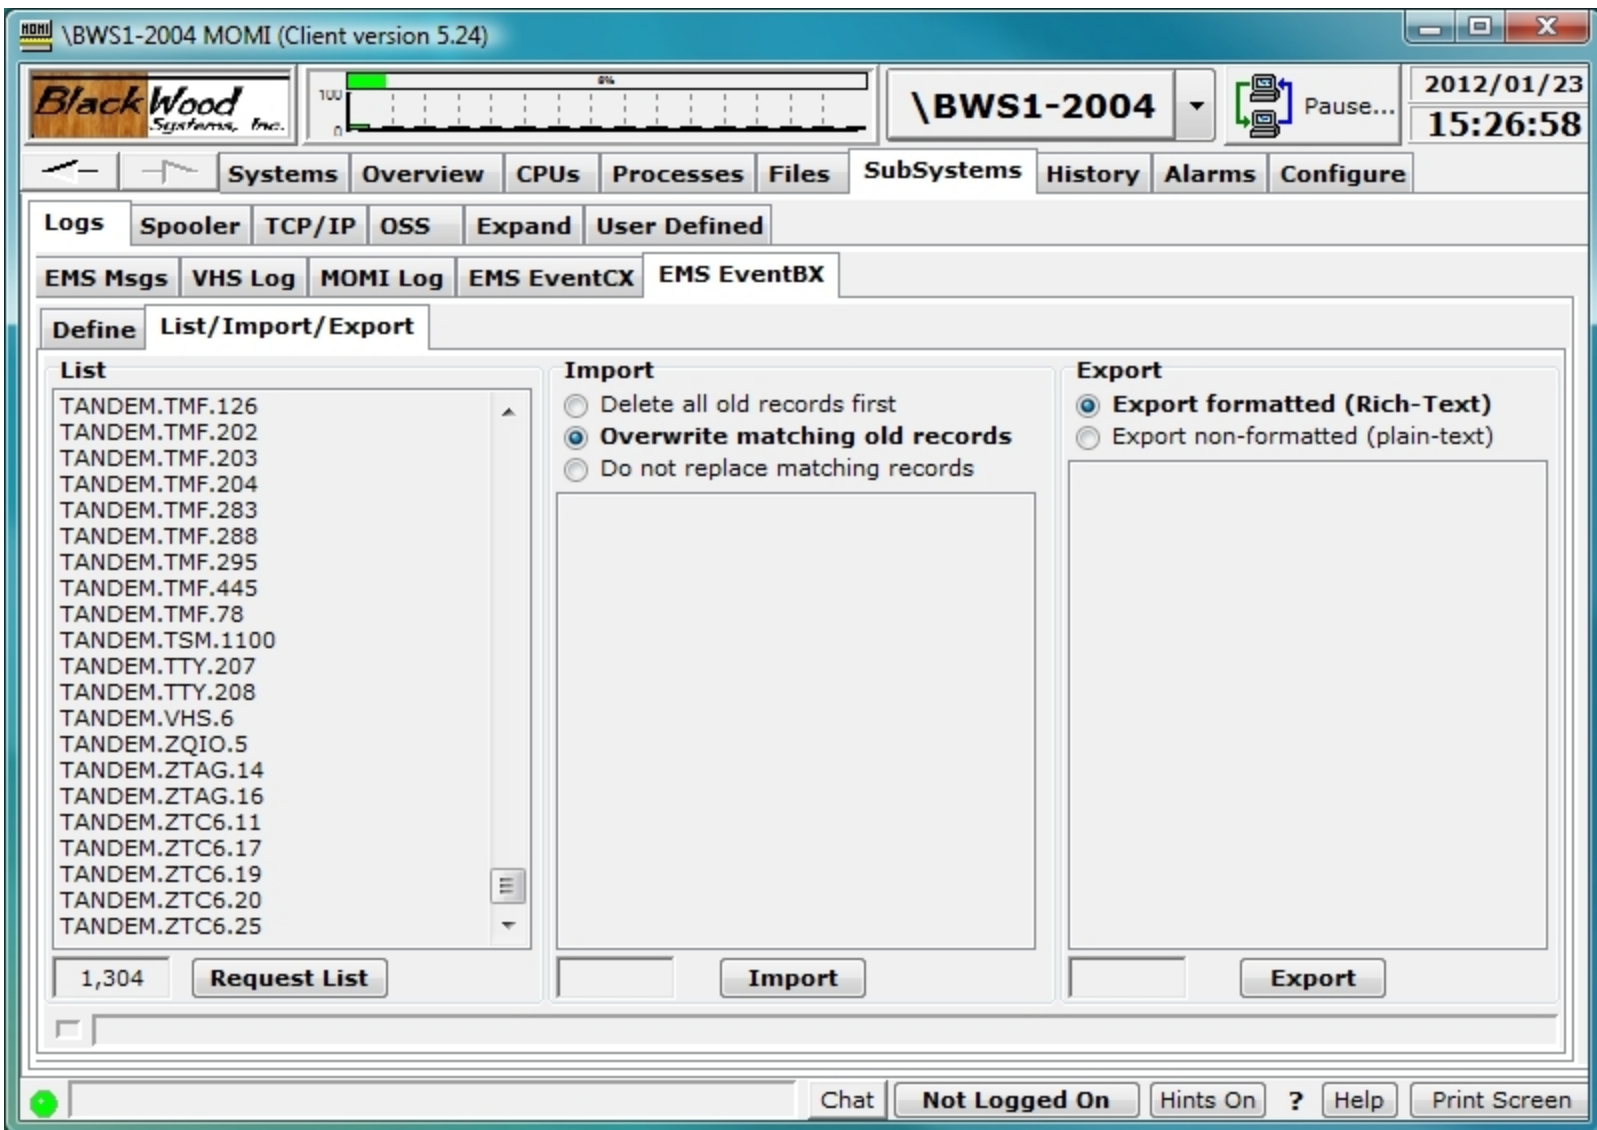 MOMI \BWS1-2004 MOMI (Client version 5.24)
BlackWood
Systems, Inc.
100
0
\BWS1-2004
Pause...
2012/01/23
15:26:58
Systems Overview CPUs Processes Files SubSystems History Alarms Configure
Logs Spooler TCP/IP OSS Expand User Defined
EMS Msgs VHS Log MOMI Log EMS EventCX EMS EventBX
Define List/Import/Export
List
TANDEM.TMF.126
TANDEM.TMF.202
TANDEM.TMF.203
TANDEM.TMF.204
TANDEM.TMF.283
TANDEM.TMF.288
TANDEM.TMF.295
TANDEM.TMF.445
TANDEM.TMF.78
TANDEM.TSM.1100
TANDEM.TTY.207
TANDEM.TTY.208
TANDEM.VHS.6
TANDEM.ZQIO.5
TANDEM.ZTAG.14
TANDEM.ZTAG.16
TANDEM.ZTC6.11
TANDEM.ZTC6.17
TANDEM.ZTC6.19
TANDEM.ZTC6.20
TANDEM.ZTC6.25
1,304 Request List
Import
Delete all old records first
Overwrite matching old records
Do not replace matching records
Import
Export
Export formatted (Rich-Text)
Export non-formatted (plain-text)
Export
Chat Not Logged On Hints On ? Help Print Screen